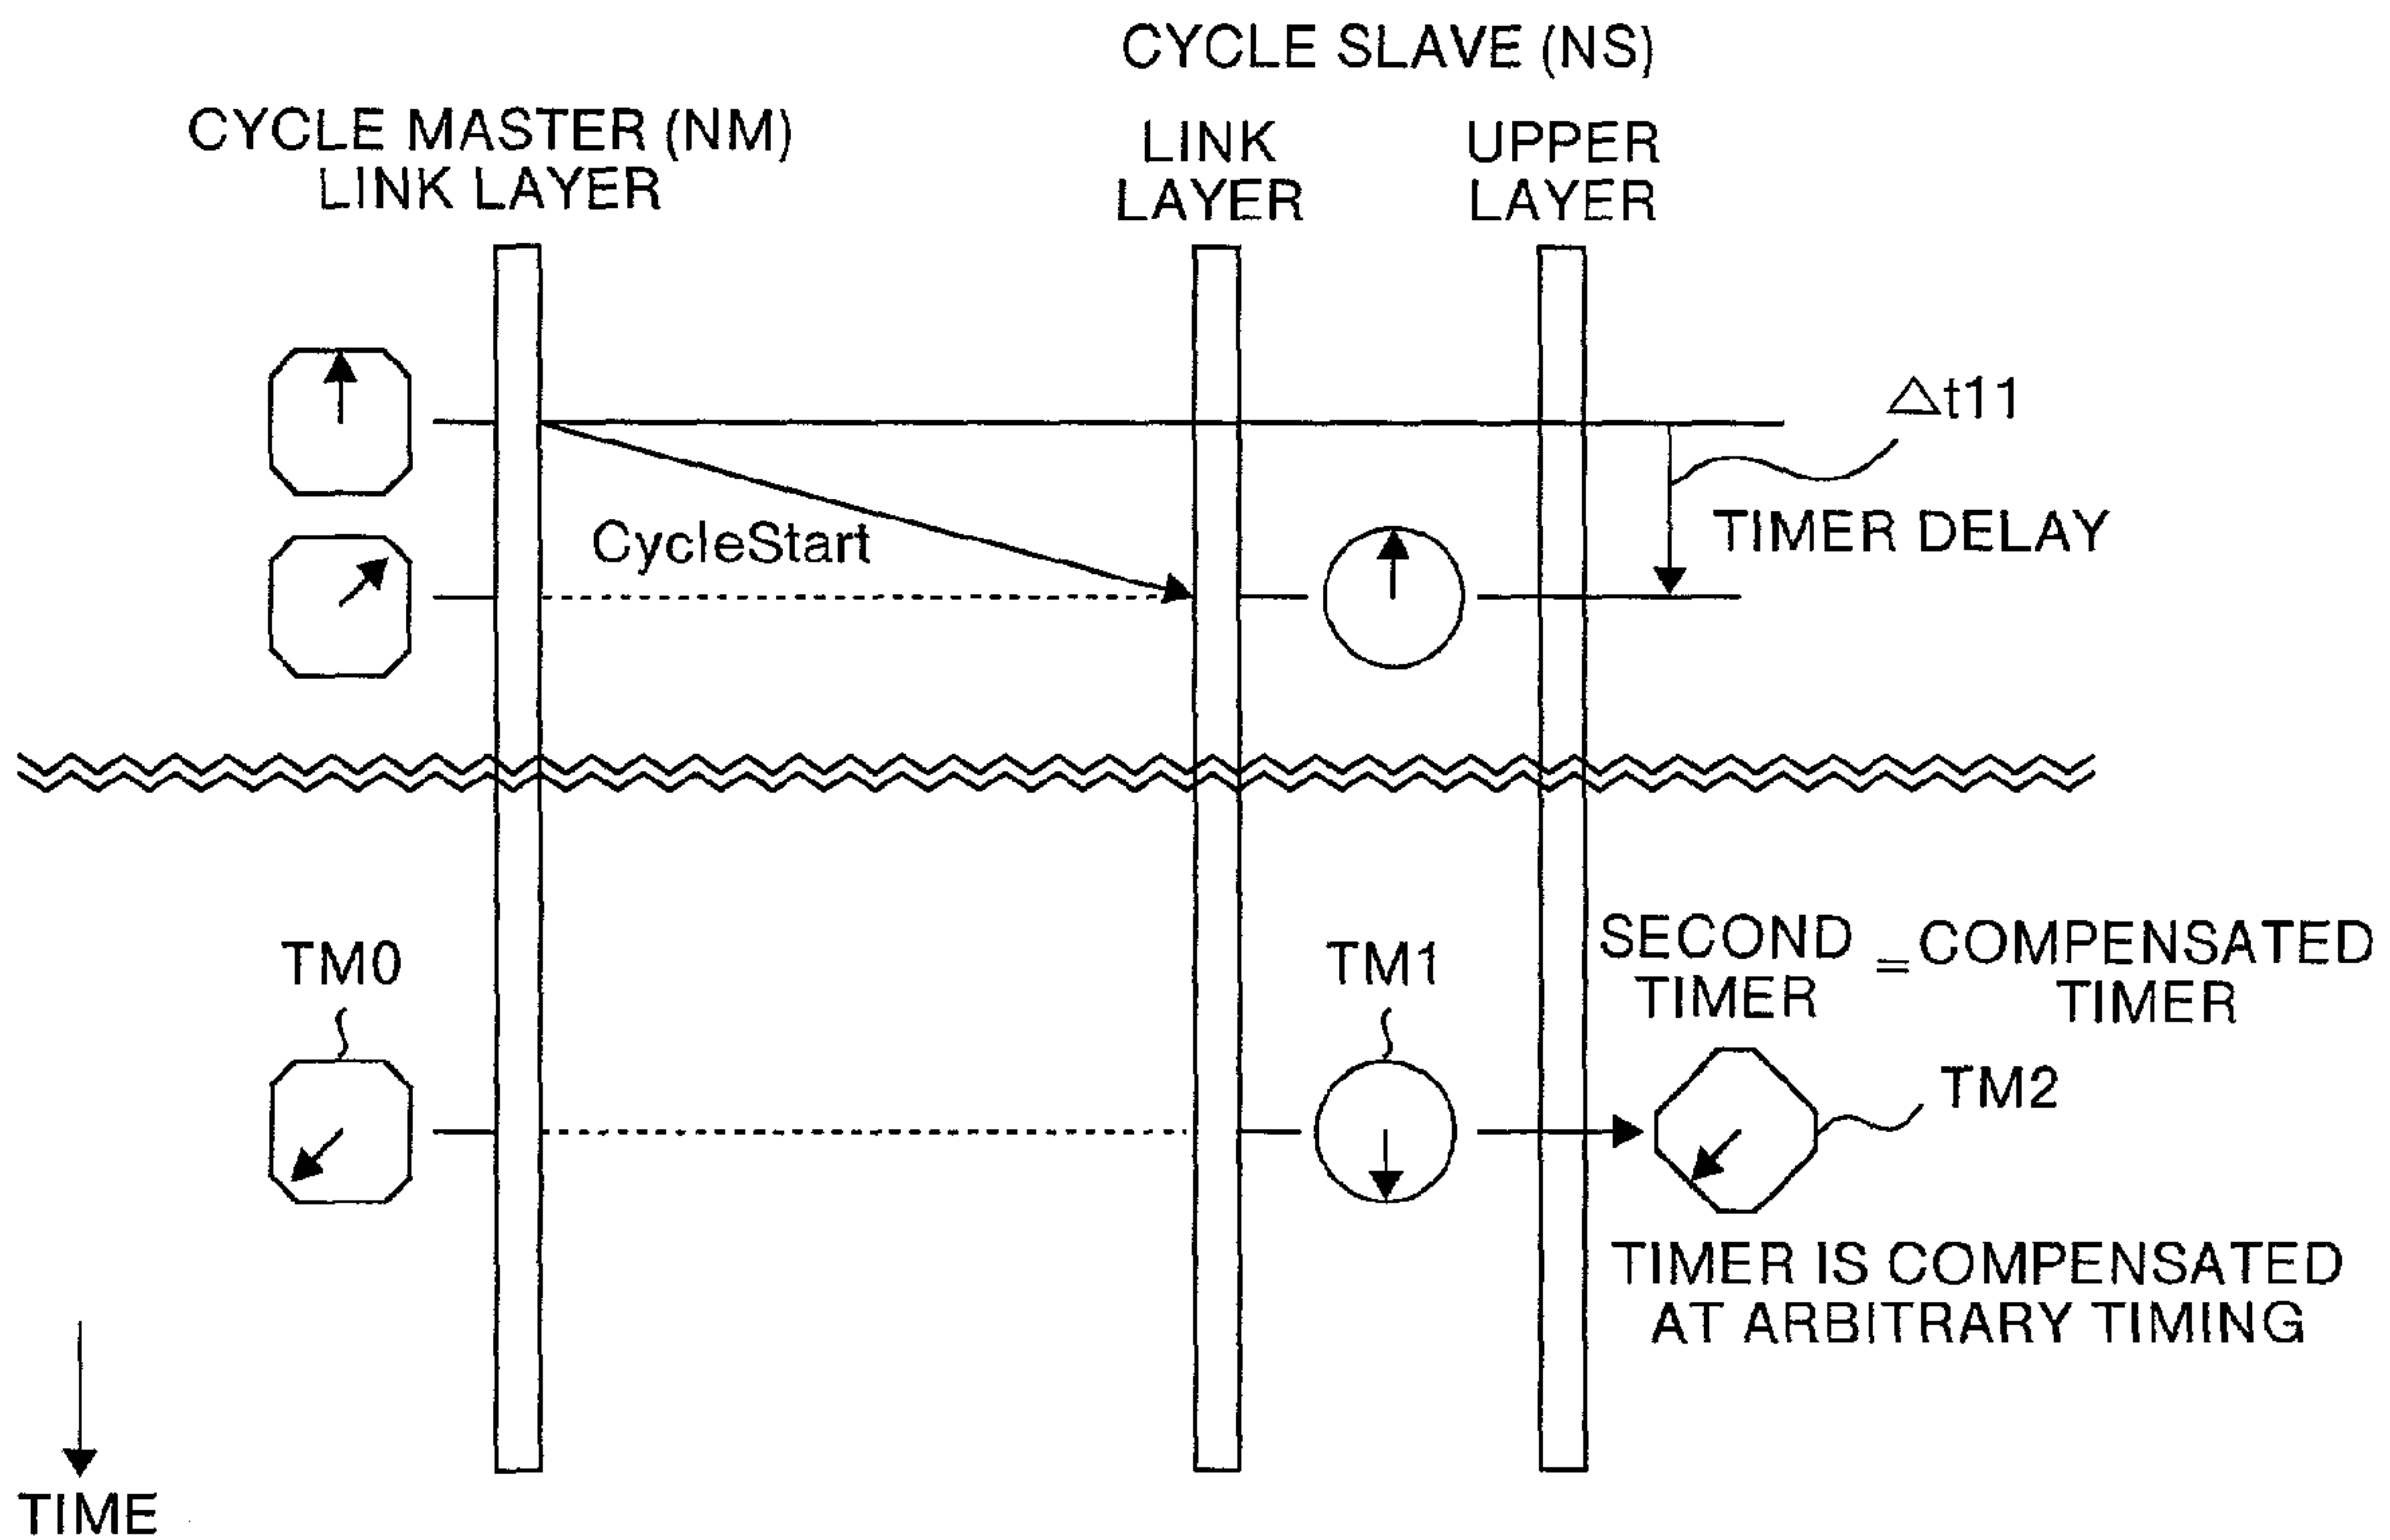 CYCLE SLAVE (NS)
CYCLE MASTER (NM)
LINK LAYER
LINK
LAYER
UPPER
LAYER
Δt11
TIMER DELAY
CycleStart
TM0
TM1
SECOND
TIMER
= COMPENSATED
TIMER
TM2
TIMER IS COMPENSATED
AT ARBITRARY TIMING
TIME